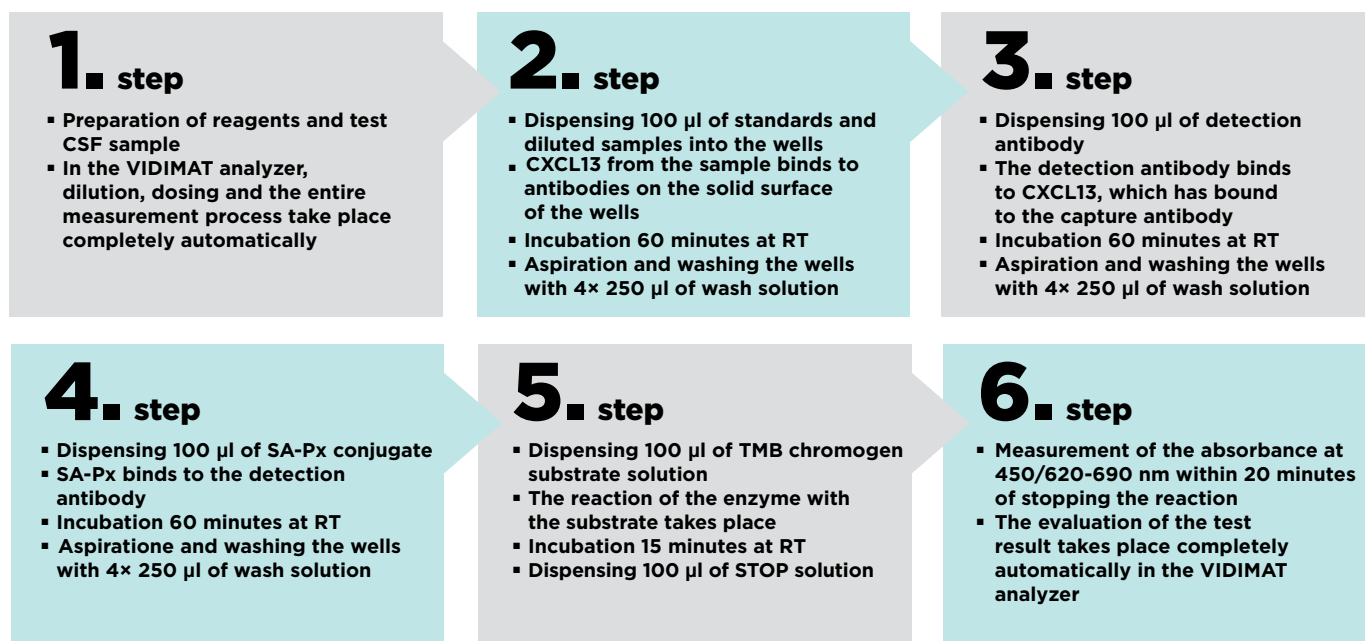 1. step
▪ Preparation of reagents and test
CSF sample
▪ In the VIDIMAT analyzer,
dilution, dosing and the entire
measurement process take place
completely automatically
2. step
▪ Dispensing 100 µl of standards and
diluted samples into the wells
▪ CXCL13 from the sample binds to
antibodies on the solid surface
of the wells
▪ Incubation 60 minutes at RT
▪ Aspiration and washing the wells
with 4× 250 µl of wash solution
3. step
▪ Dispensing 100 µl of detection
antibody
▪ The detection antibody binds
to CXCL13, which has bound
to the capture antibody
▪ Incubation 60 minutes at RT
▪ Aspiration and washing the wells
with 4× 250 µl of wash solution
4. step
▪ Dispensing 100 µl of SA-Px conjugate
▪ SA-Px binds to the detection
antibody
▪ Incubation 60 minutes at RT
▪ Aspiratione and washing the wells
with 4× 250 µl of wash solution
5. step
▪ Dispensing 100 µl of TMB chromogen
substrate solution
▪ The reaction of the enzyme with
the substrate takes place
▪ Incubation 15 minutes at RT
▪ Dispensing 100 µl of STOP solution
6. step
▪ Measurement of the absorbance at
450/620-690 nm within 20 minutes
of stopping the reaction
▪ The evaluation of the test
result takes place completely
automatically in the VIDIMAT
analyzer